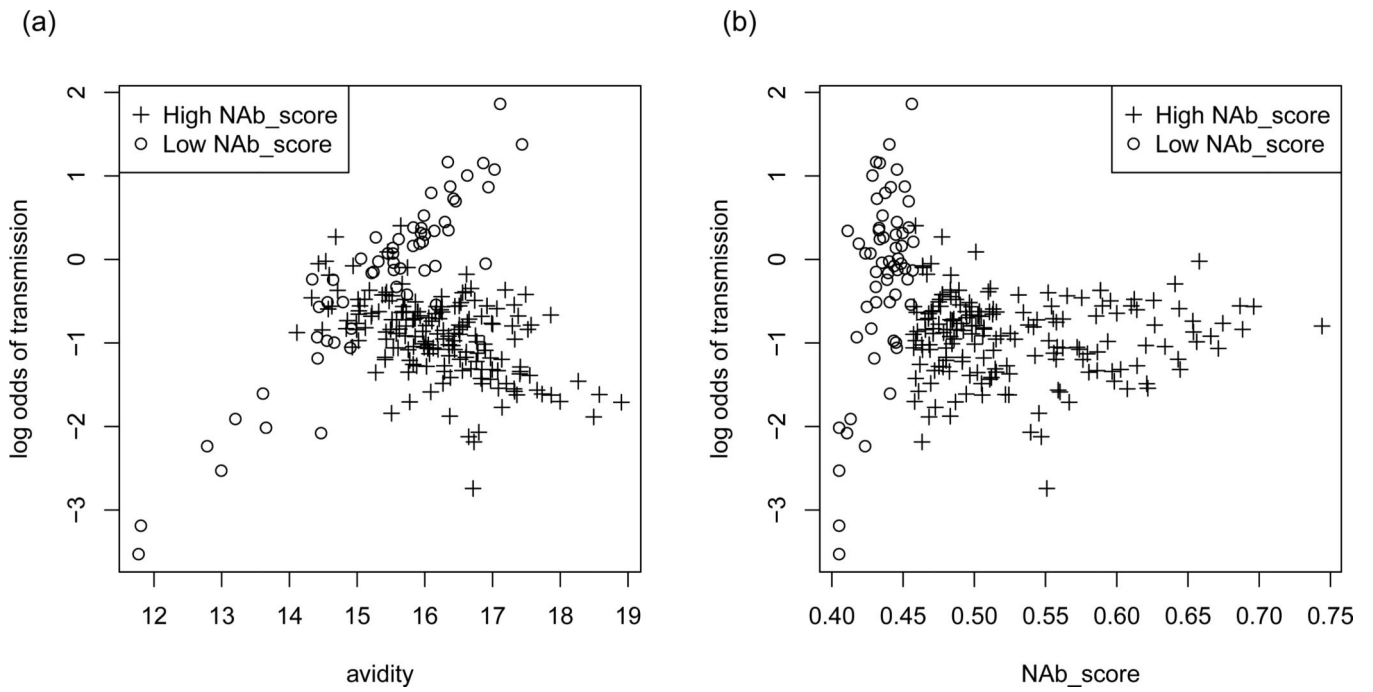 (a)
(b)
High NAb_score
Low NAb_score
2
1
0
−1
−2
−3
log odds of transmission
12 13 14 15 16 17 18 19
avidity
High NAb_score
Low NAb_score
2
1
0
−1
−2
−3
log odds of transmission
0.40 0.45 0.50 0.55 0.60 0.65 0.70 0.75
NAb_score